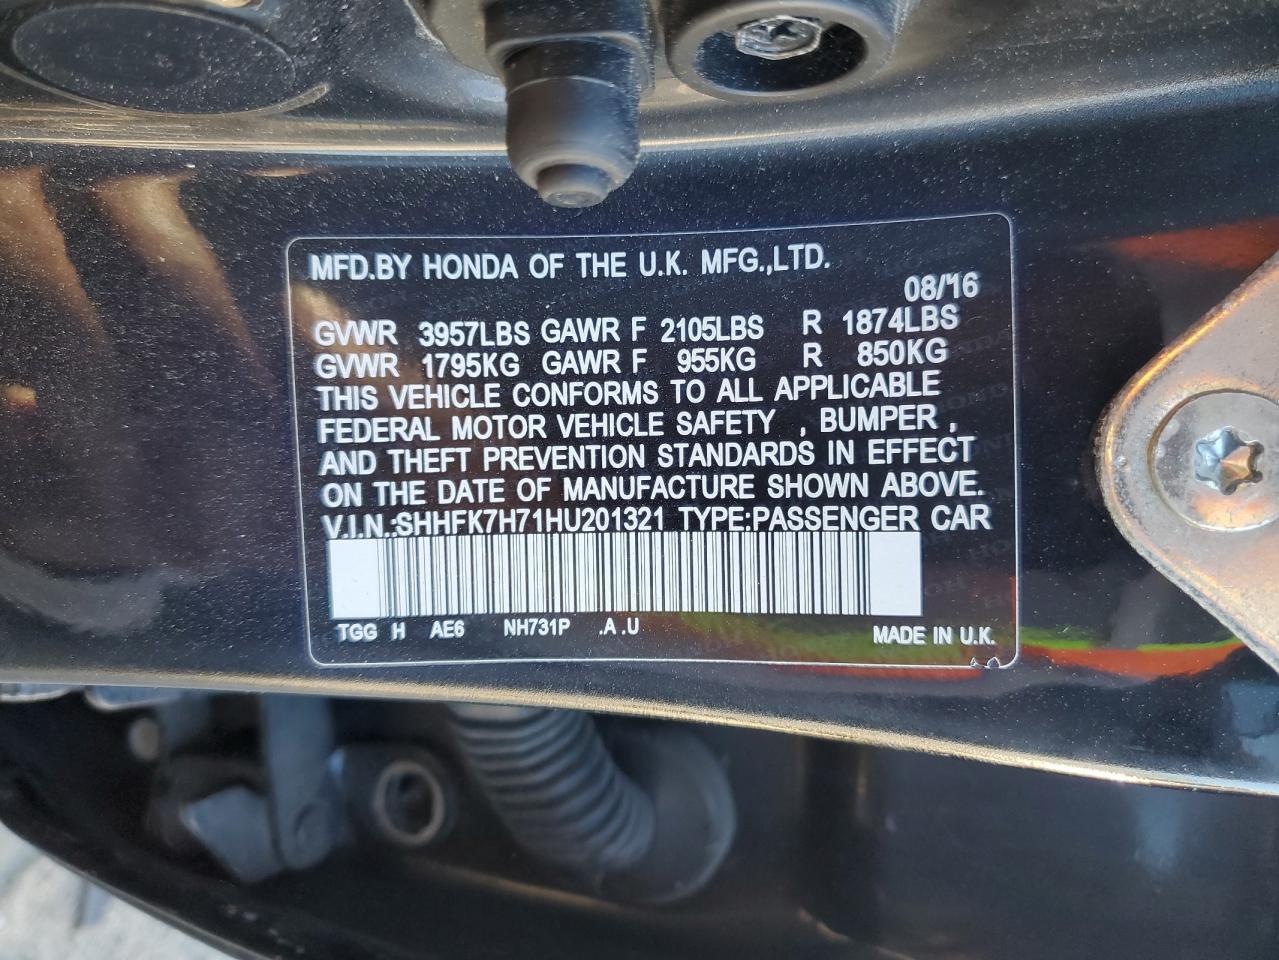 MFD.BY HONDA OF THE U.K. MFG.,LTD.
08/'16
GVWR 3957LBS GAWR F 2105LBS R 1874LBS
GVWR 1795KG GAWR F 955KG R 850KG
THIS VEHICLE CONFORMS TO ALL APPLICABLE
FEDERAL MOTOR VEHICLE SAFETY , BUMPER ,
AND THEFT PREVENTION STANDARDS IN EFFECT
ON THE DATE OF MANUFACTURE SHOWN ABOVE.
V.I.N.:SHHFK7H71HU201321 TYPE:PASSENGER CAR
TGG H AE6 NH731P .A .U MADE IN U.K.